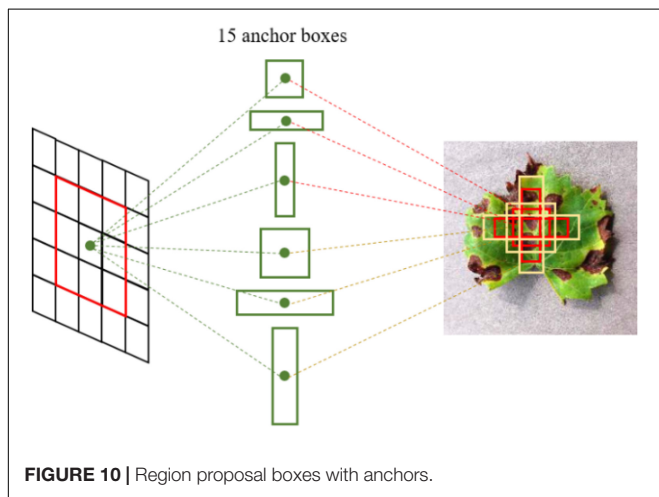 15 anchor boxes
FIGURE 10 | Region proposal boxes with anchors.